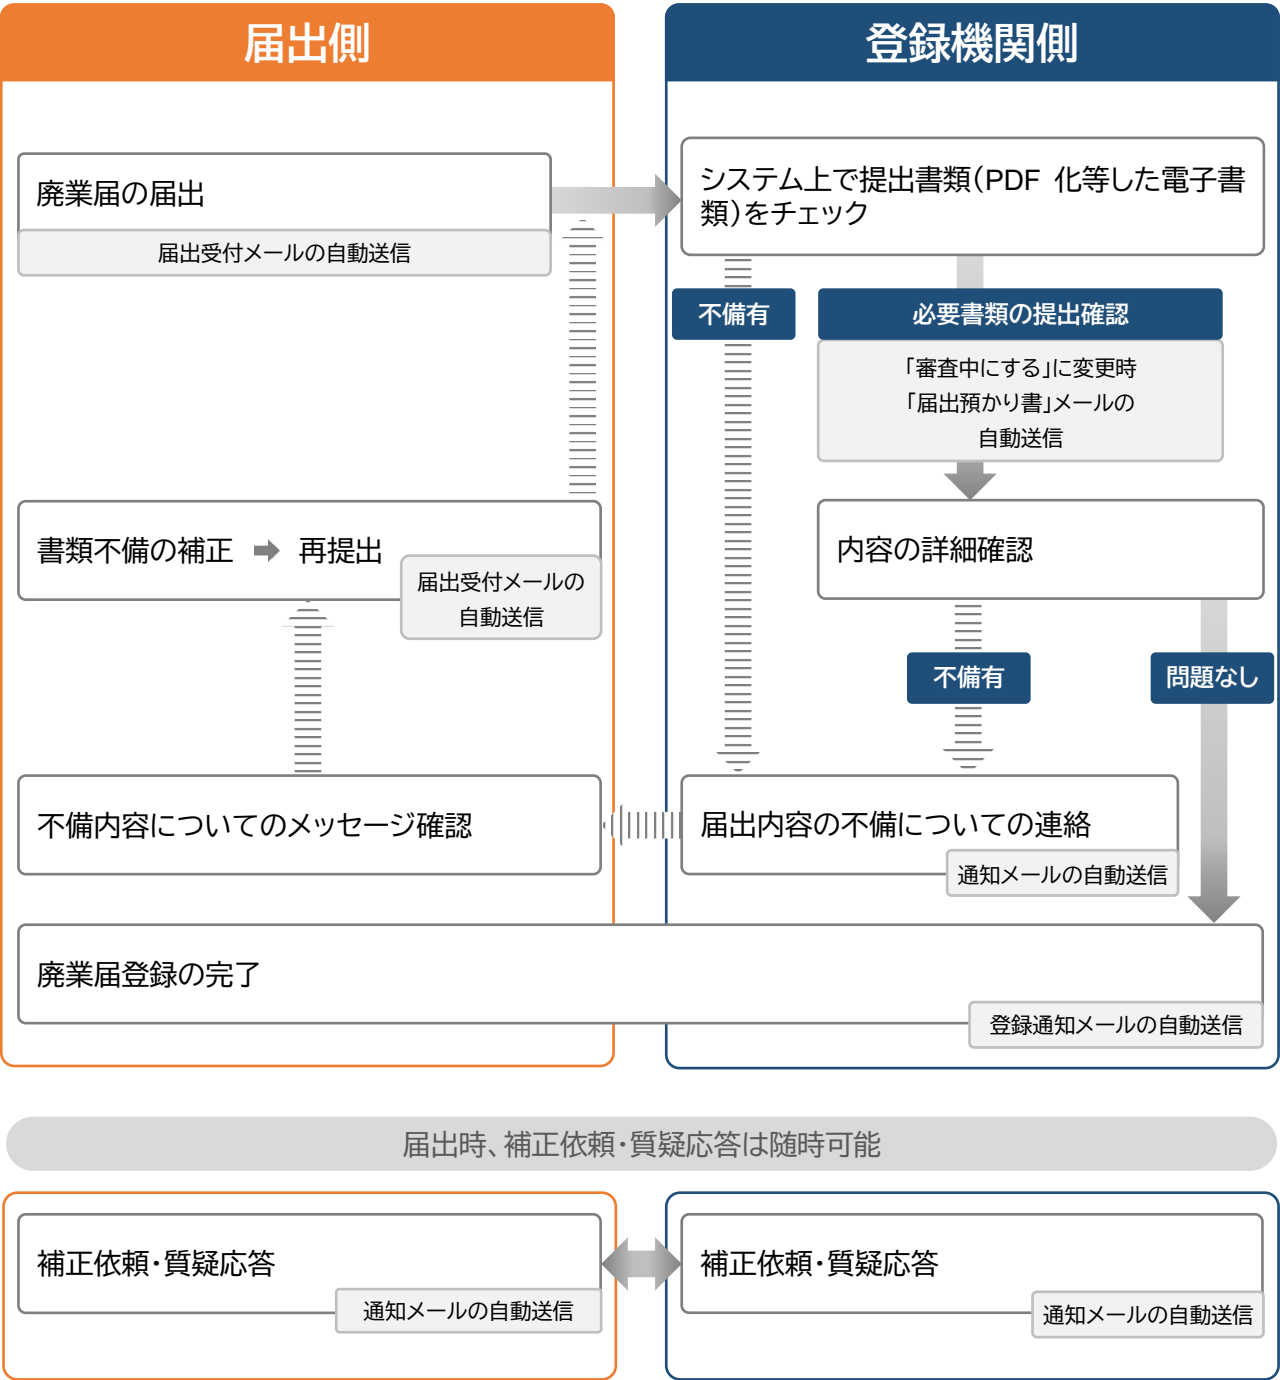 届出側
登録機関側
廃業届の届出
届出受付メールの自動送信
システム上で提出書類(PDF 化等した電子書
類)をチェック
不備有
必要書類の提出確認
「審査中にする」に変更時
「届出預かり書」メールの
自動送信
書類不備の補正 ➡ 再提出
届出受付メールの
自動送信
内容の詳細確認
不備有
問題なし
不備内容についてのメッセージ確認
届出内容の不備についての連絡
通知メールの自動送信
廃業届登録の完了
登録通知メールの自動送信
届出時、補正依頼・質疑応答は随時可能
補正依頼・質疑応答
通知メールの自動送信
補正依頼・質疑応答
通知メールの自動送信